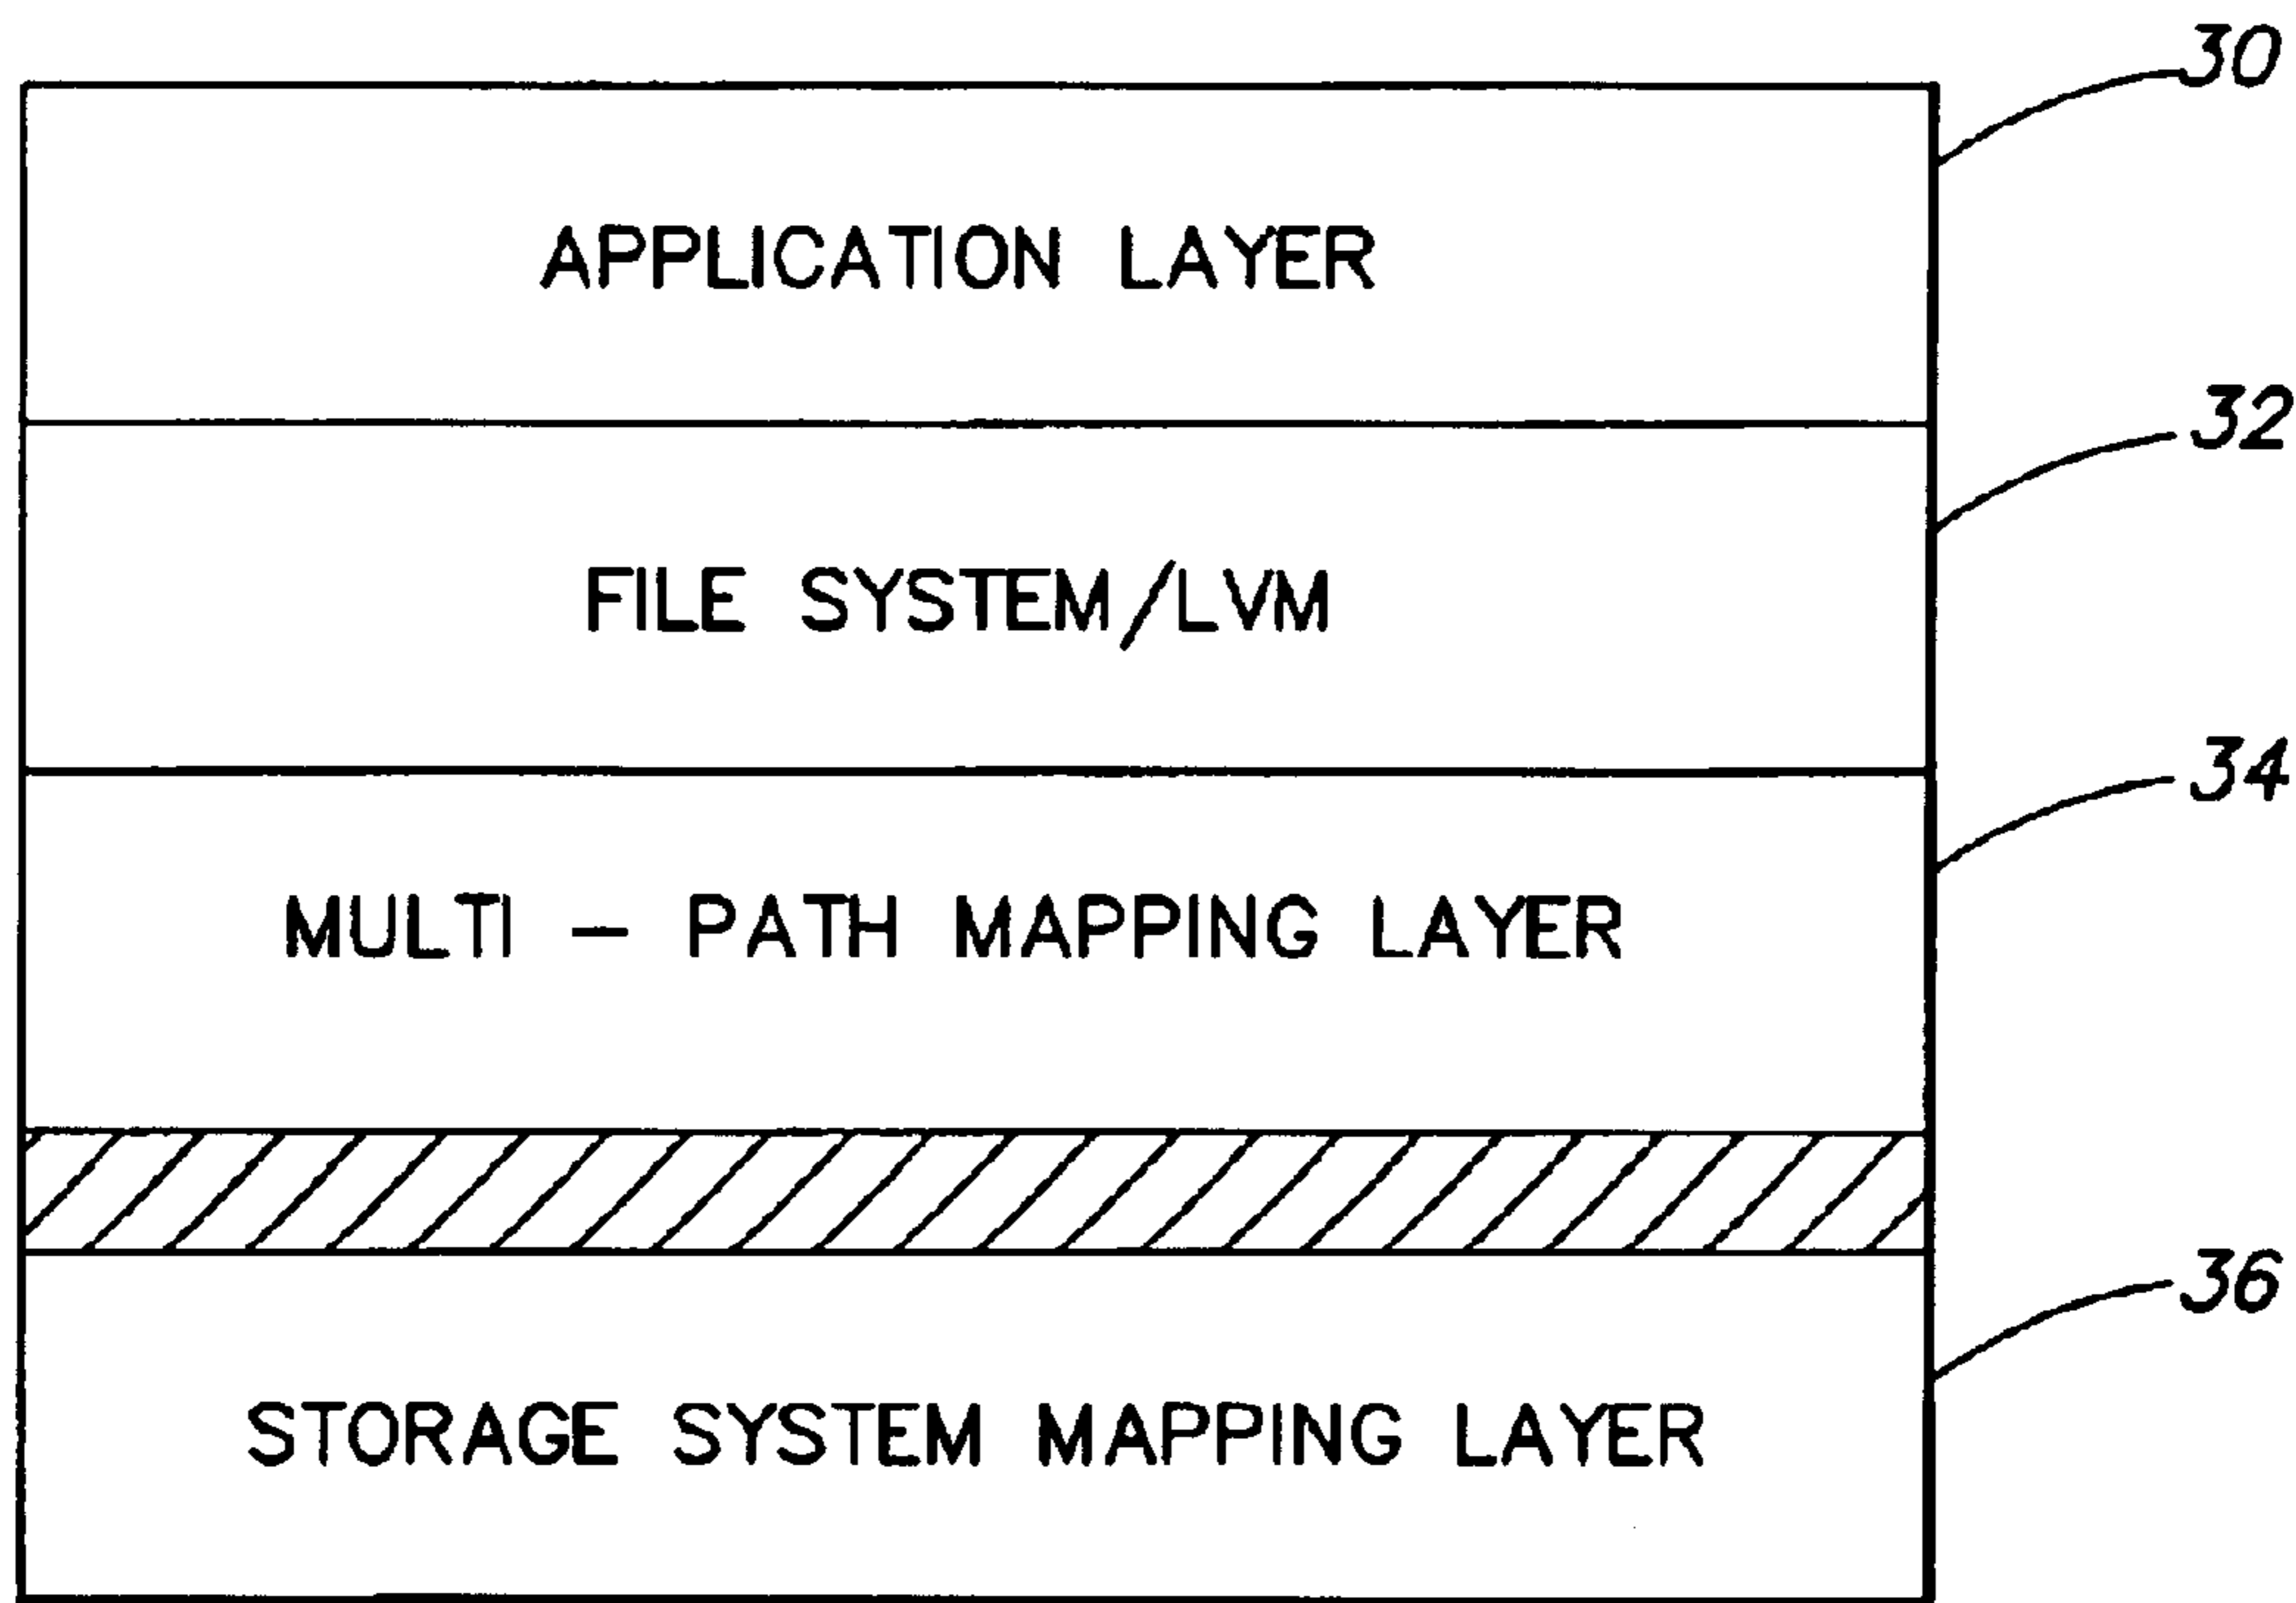 30
APPLICATION LAYER
32
FILE SYSTEM/LVM
34
MULTI - PATH MAPPING LAYER
36
STORAGE SYSTEM MAPPING LAYER